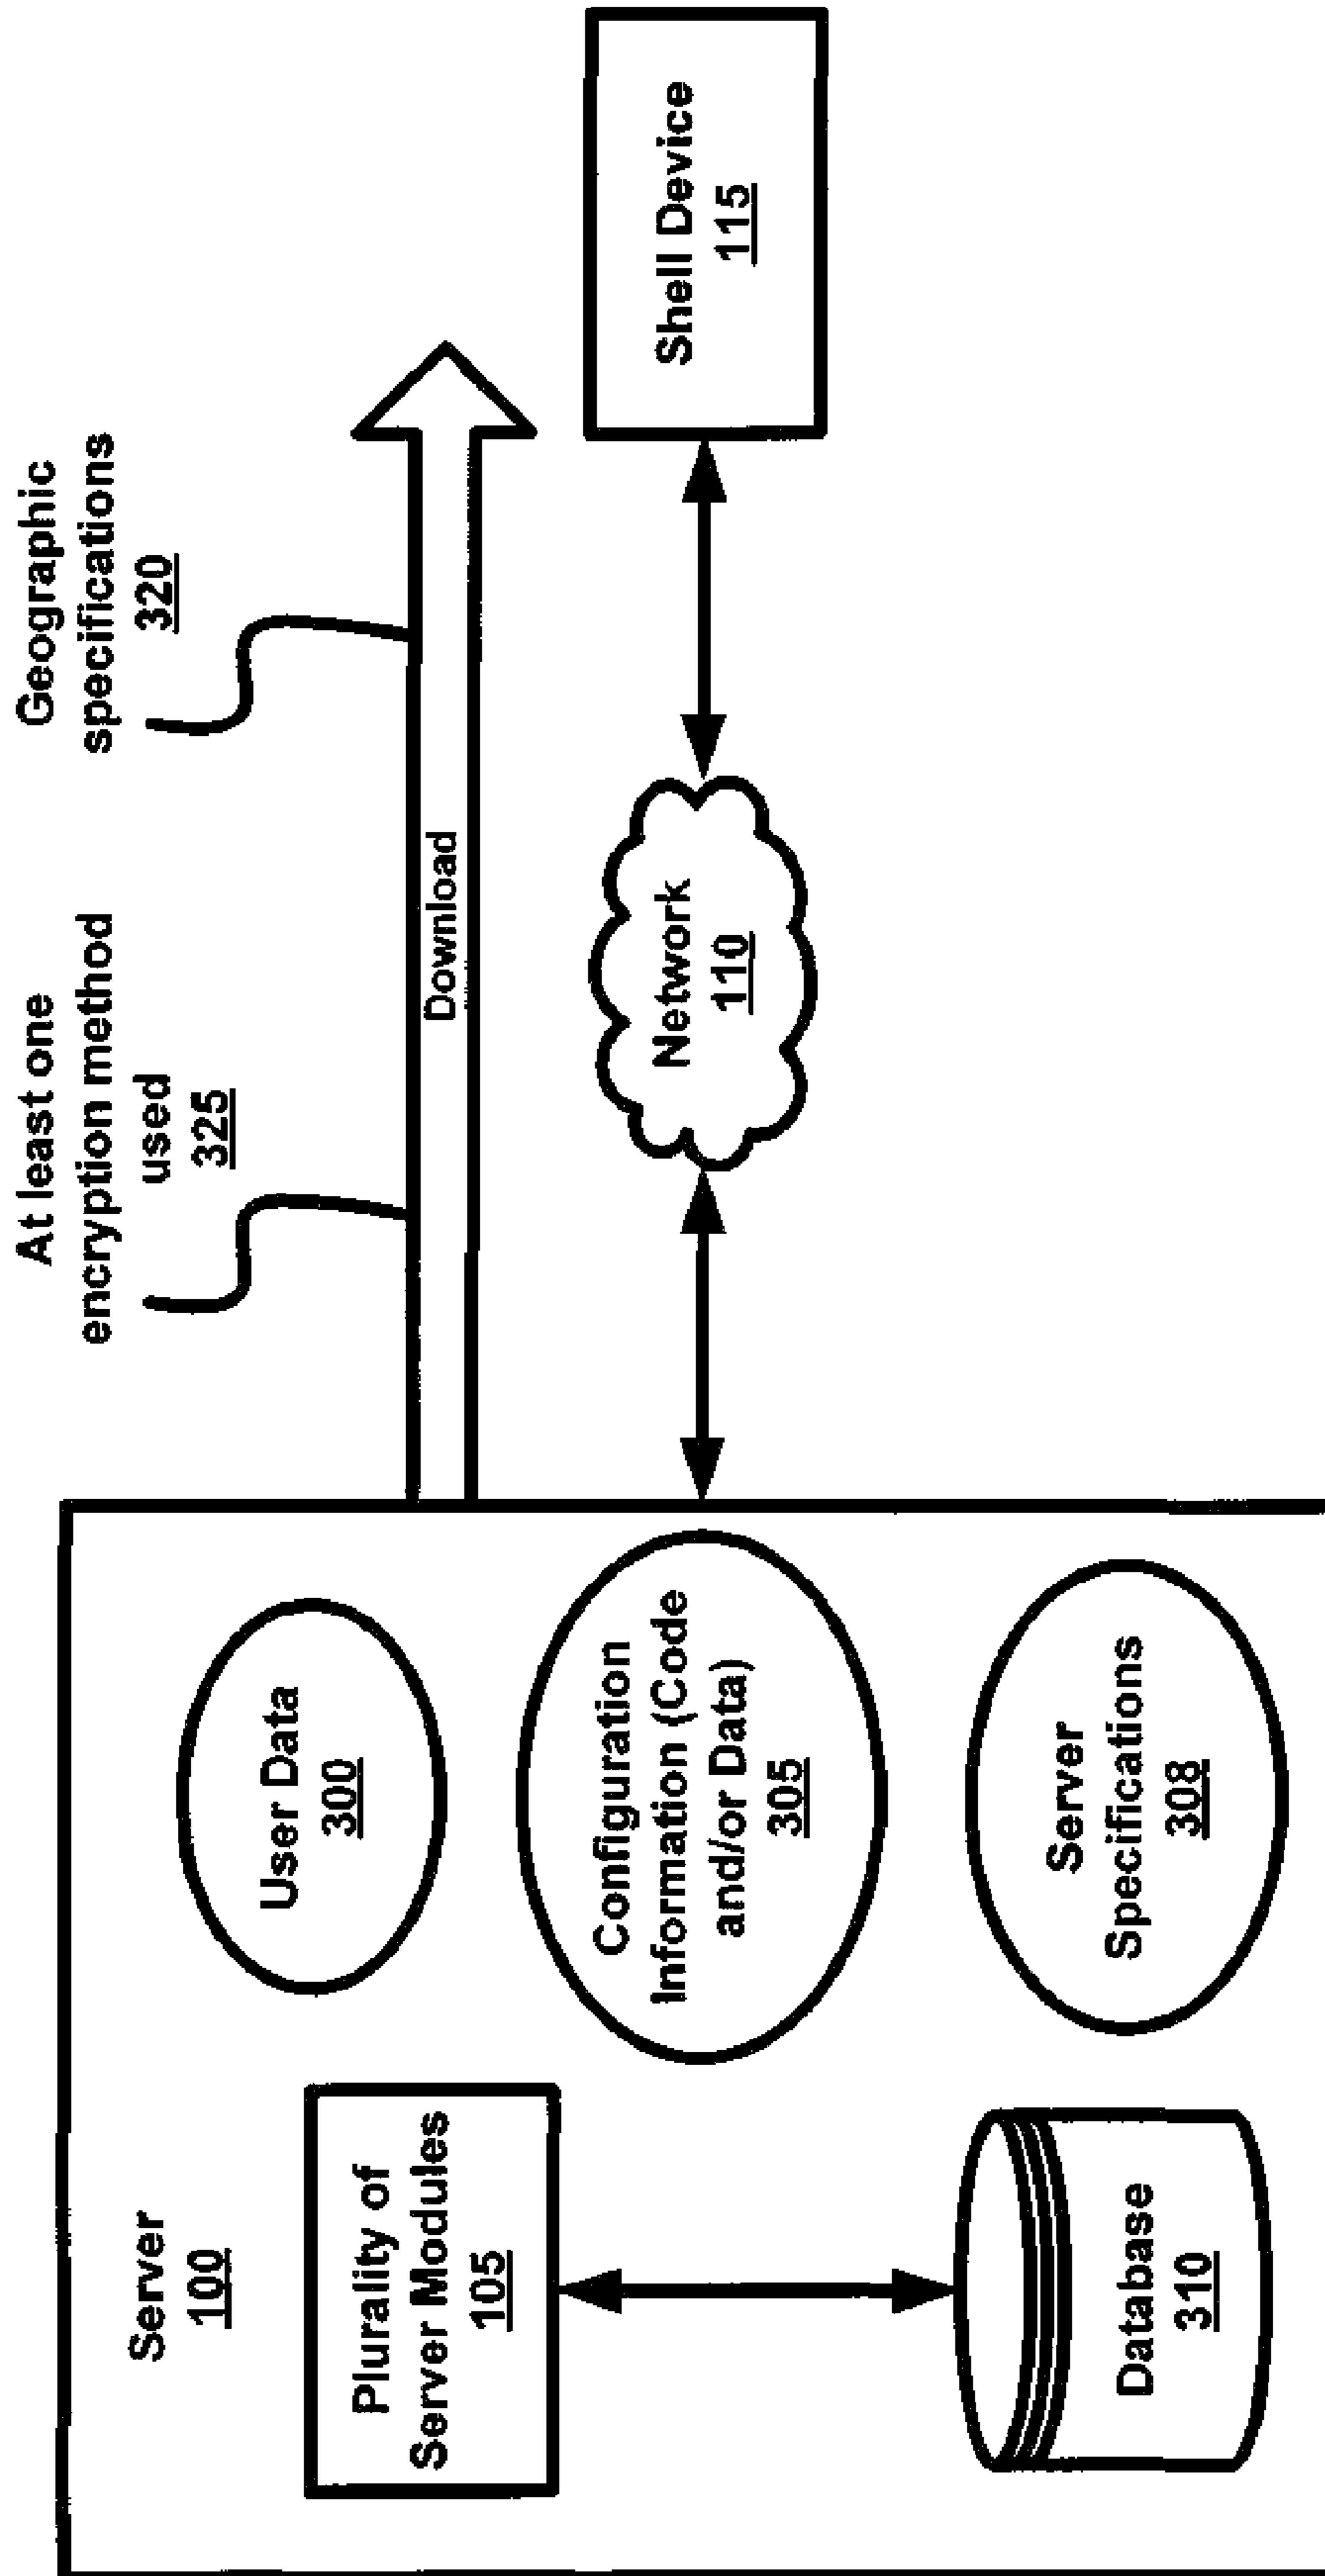 Server
100
Plurality of
Server Modules
105
Database
310
User Data
300
Configuration
Information (Code
and/or Data)
305
Server
Specifications
308
At least one
encryption method
used
325
Geographic
specifications
320
Download
Network
110
Shell Device
115